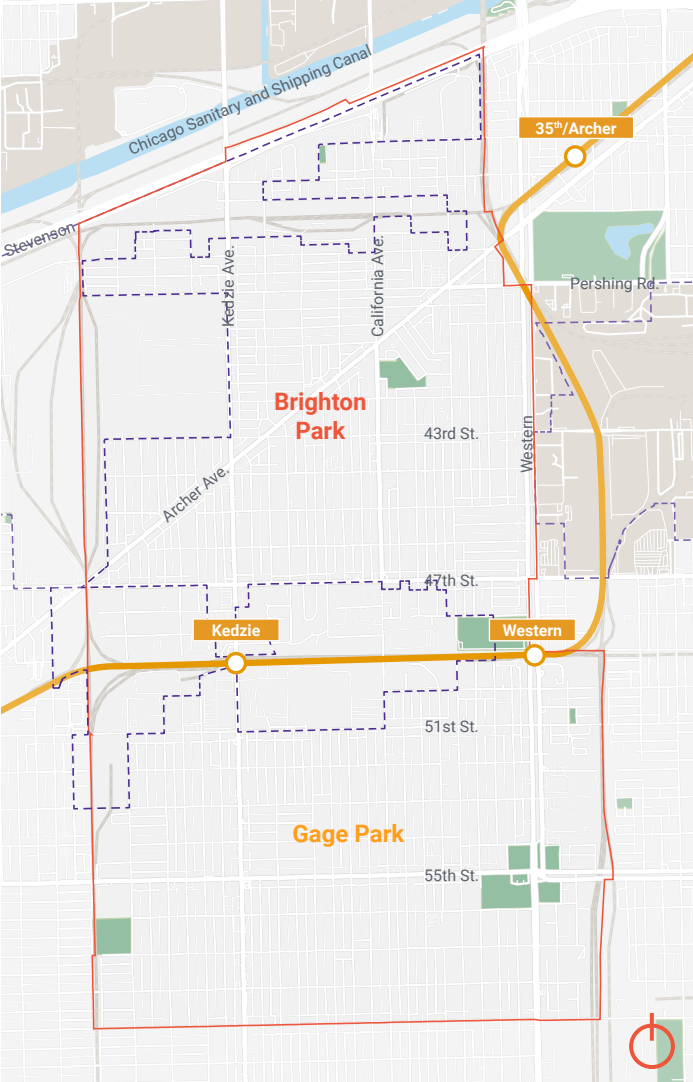 Chicago Sanitary and Shipping Canal
35th/Archer
Stevenson
Kedzie Ave.
California Ave.
Pershing Rd.
Brighton
Park
43rd St.
Western
Archer Ave.
47th St.
Kedzie
Western
51st St.
Gage Park
55th St.